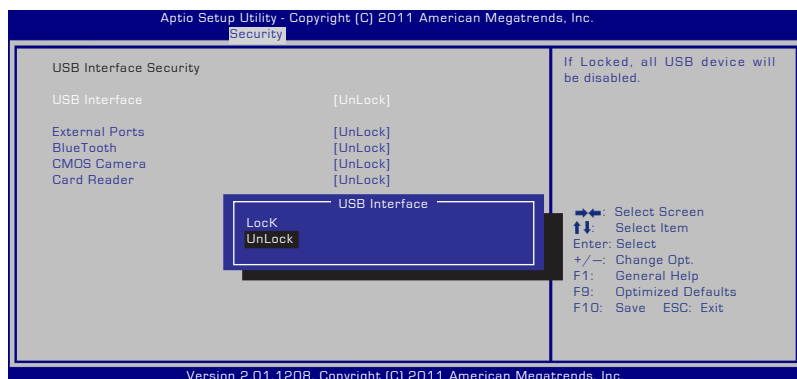 Aptio Setup Utility - Copyright (C) 2011 American Megatrends, Inc.
Security
USB Interface Security
USB Interface [UnLock]
External Ports [UnLock]
BlueTooth [UnLock]
CMOS Camera [UnLock]
Card Reader [UnLock]
USB Interface
LocK
UnLock
If Locked, all USB device will
be disabled.
→←: Select Screen
↑↓: Select Item
Enter: Select
+/—: Change Opt.
F1: General Help
F9: Optimized Defaults
F10: Save ESC: Exit
Version 2.01.1208. Copyright (C) 2011 American Megatrends, Inc.